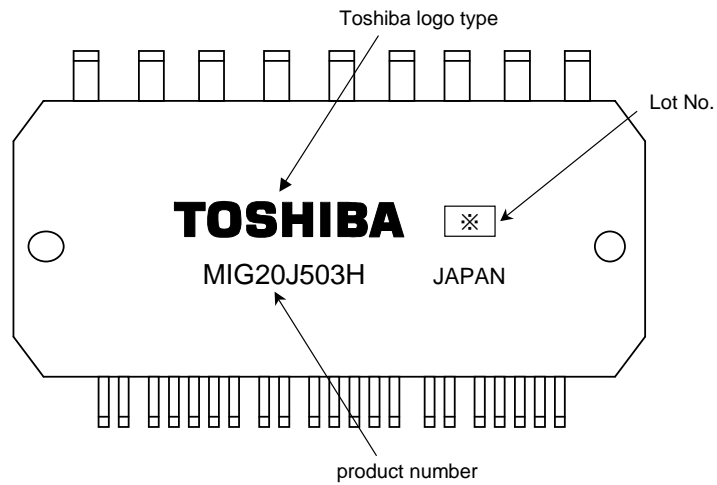 Toshiba logo type
Lot No.
TOSHIBA ※
MIG20J503H JAPAN
product number